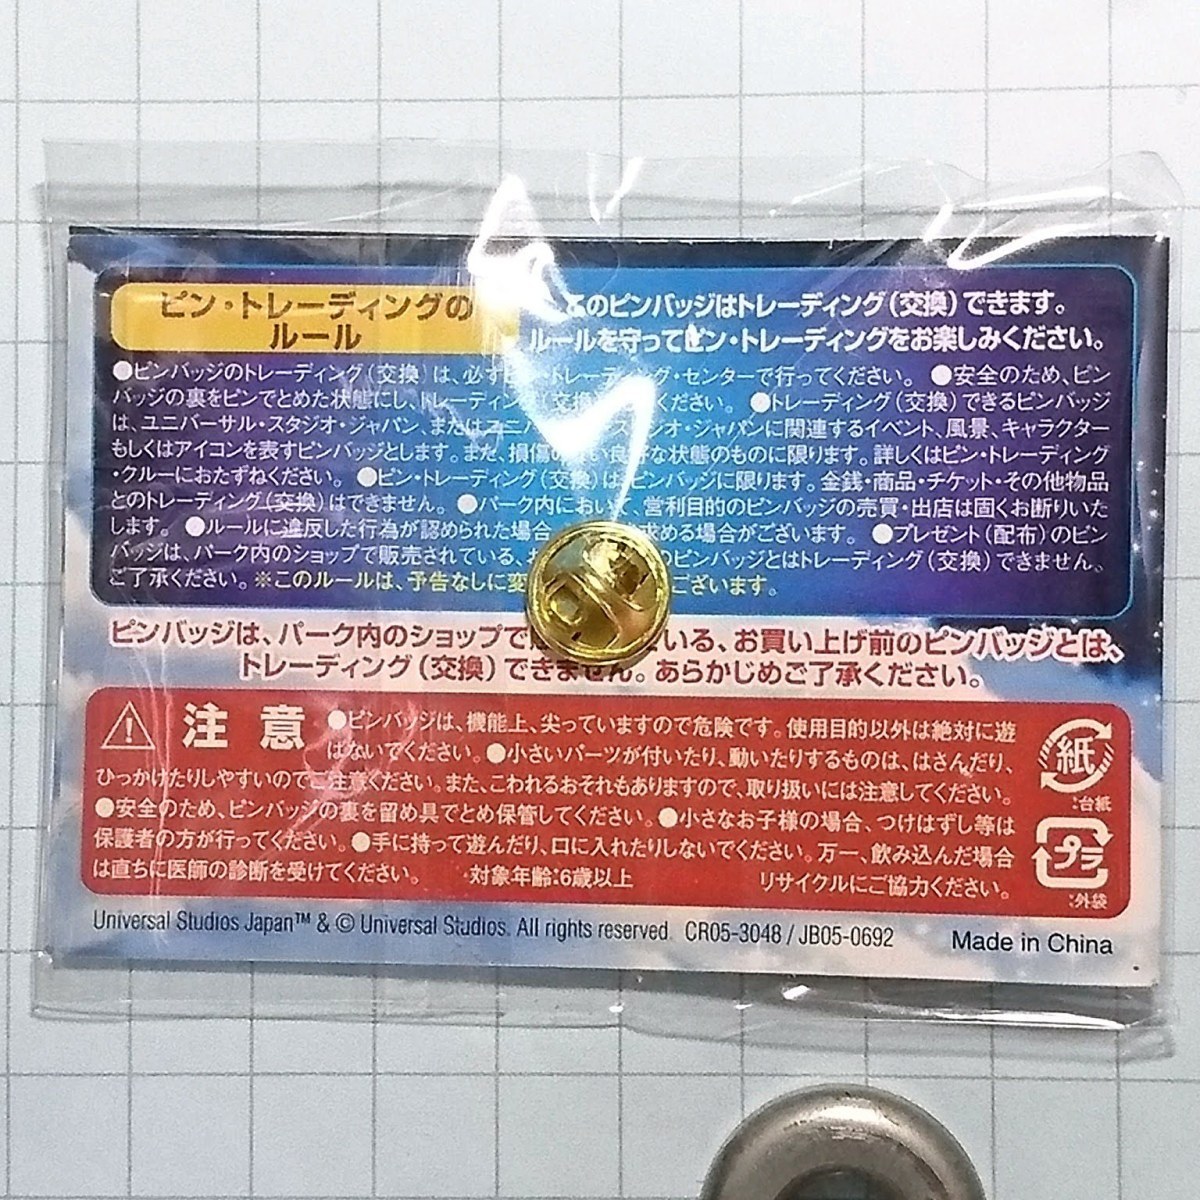 ピン・トレーディングの
ルール
このピンバッジはトレーディング(交換)できます。
ルールを守ってピン・トレーディングをお楽しみください。
●ピンバッジのトレーディング(交換)は、必ず トレーディング・センターで行ってください。 ●安全のため、ピン
バッジの裏をピンでとめた状態にし、トレーディング(交換 ください。 ●トレーディング(交換)できるピンバッジ
は、ユニバーサル・スタジオ・ジャパン、またはユニバ スタジオ・ジャパンに関連するイベント、風景、キャラクター
もしくはアイコンを表すピンバッジとします。また、損傷の 良好な状態のものに限ります。詳しくはピン・トレーディング
・クルーにおたずねください。 ●ピン・トレーディング(交換)は、ピンバッジに限ります。金銭・商品・チケット・その他物品
とのトレーディング(交換)はできません。 ●パーク内において、営利目的のピンバッジの売買・出店は固くお断りいた
します。 ●ルールに違反した行為が認められた場合 求める場合がございます。 ●プレゼント(配布)のピン
バッジは、パーク内のショップで販売されている、お のピンバッジとはトレーディング(交換)できません。
ご了承ください。※このルールは、予告なしに変 ございます。
ピンバッジは、パーク内のショップで いる、お買い上げ前のピンバッジとは、
トレーディング(交換)できません。あらかじめご了承ください。
注意 ●ピンバッジは、機能上、尖っていますので危険です。使用目的以外は絶対に遊
ばないでください。 ●小さいパーツが付いたり、動いたりするものは、はさんだり、
ひっかけたりしやすいのでご注意ください。また、こわれるおそれもありますので、取り扱いには注意してください。
●安全のため、ピンバッジの裏を留め具でとめ保管してください。 ●小さなお子様の場合、つけはずし等は
保護者の方が行ってください。 ●手に持って遊んだり、口に入れたりしないでください。万一、飲み込んだ場合
は直ちに医師の診断を受けてください。 ・対象年齢:6歳以上 リサイクルにご協力ください。
紙
:台紙
プラ
:外袋
Universal Studios Japan™ & © Universal Studios. All rights reserved. CR05-3048 / JB05-0692 Made in China